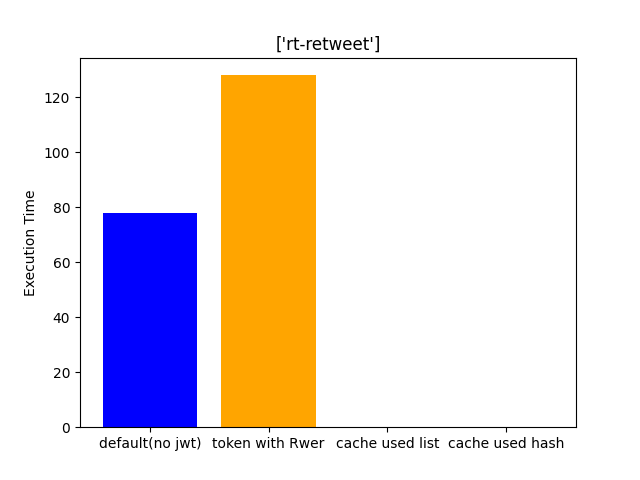 ['rt-retweet']
Execution Time
120
100
80
60
40
20
0
default(no jwt) token with Rwer cache used list cache used hash